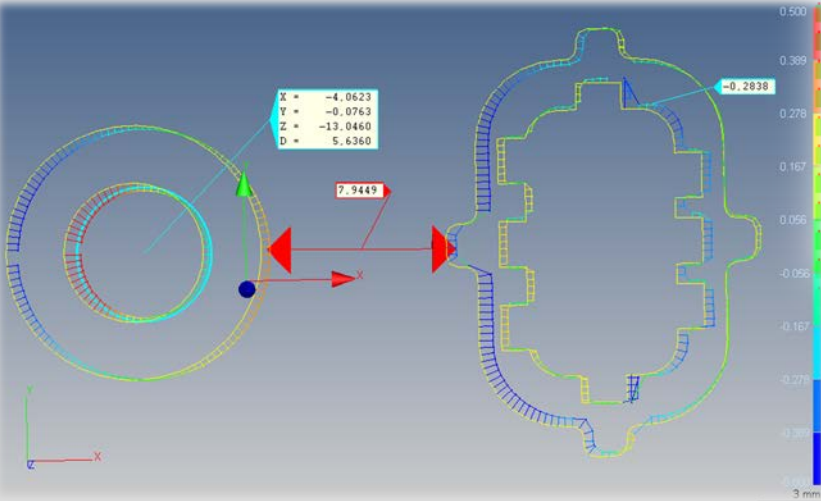 0.500
0.389
-0.2838
X = -4.0623
Y = -0.0763
Z = -13.0460
D = 5.6360
0.278
0.167
7.9449
0.056
-0.056
X
-0.167
-0.278
Y
-0.389
X
Z
3 mm